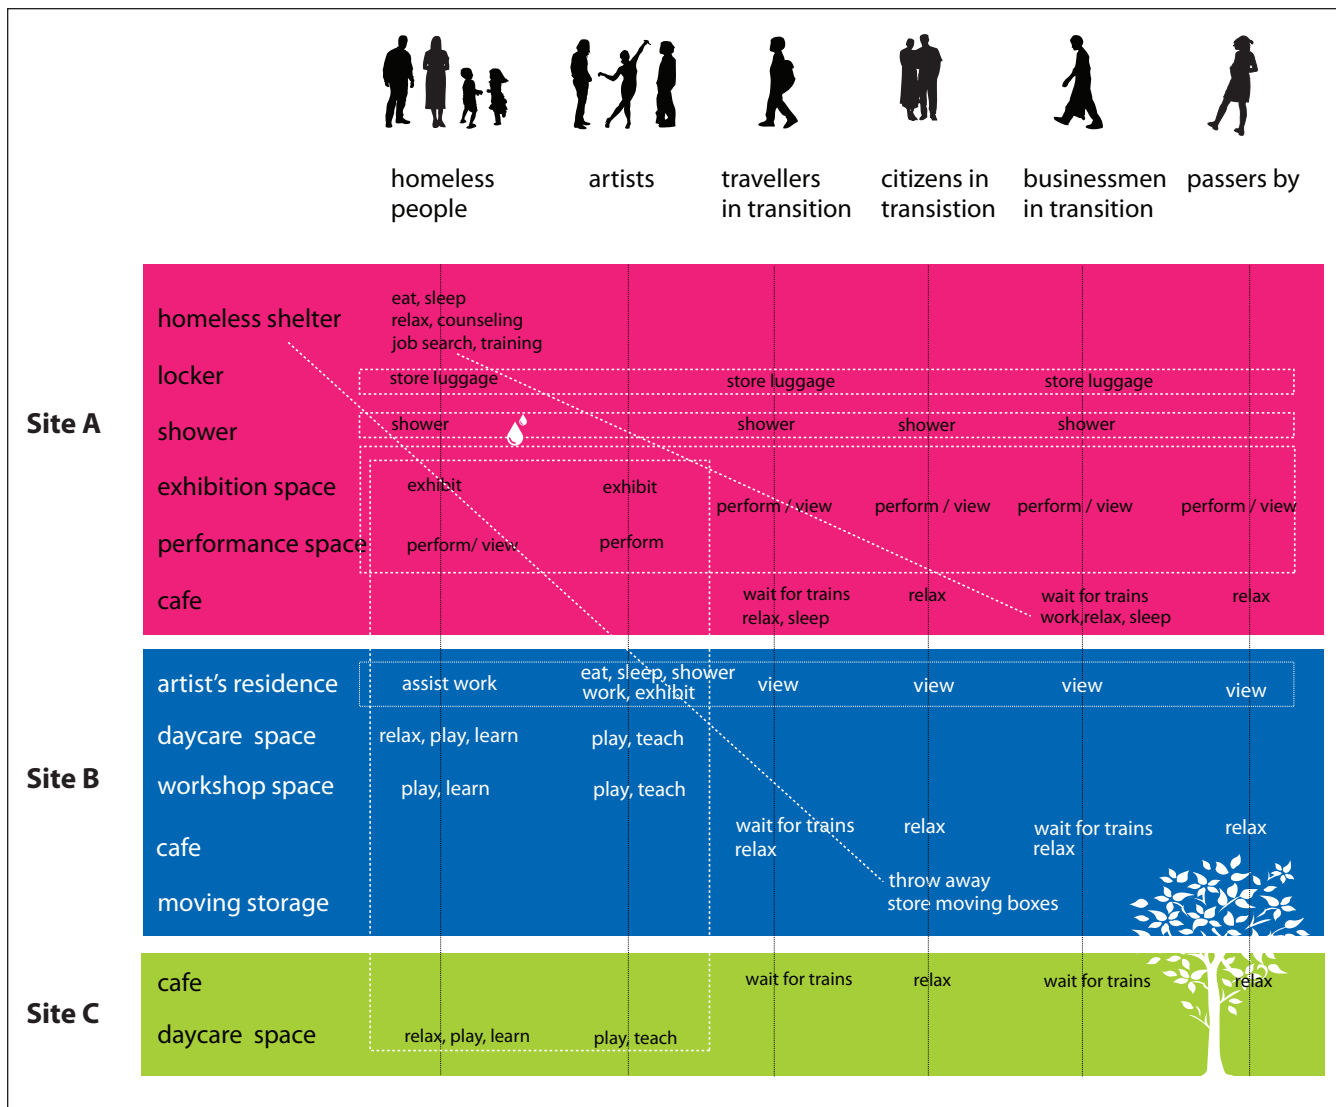 homeless
people
artists
travellers
in transition
citizens in
transistion
businessmen
in transition
passers by
Site A
homeless shelter
eat, sleep
relax, counseling
job search, training
locker
store luggage
store luggage
store luggage
shower
shower
shower
shower
shower
exhibition space
exhibit
exhibit
perform / view
perform / view
perform / view
perform / view
performance space
perform/ view
perform
cafe
wait for trains
relax, sleep
relax
wait for trains
work,relax, sleep
relax
Site B
artist's residence
assist work
eat, sleep, shower
work, exhibit
view
view
view
view
daycare space
relax, play, learn
play, teach
workshop space
play, learn
play, teach
cafe
wait for trains
relax
relax
wait for trains
relax
relax
moving storage
throw away
store moving boxes
Site C
cafe
wait for trains
relax
wait for trains
relax
daycare space
relax, play, learn
play, teach